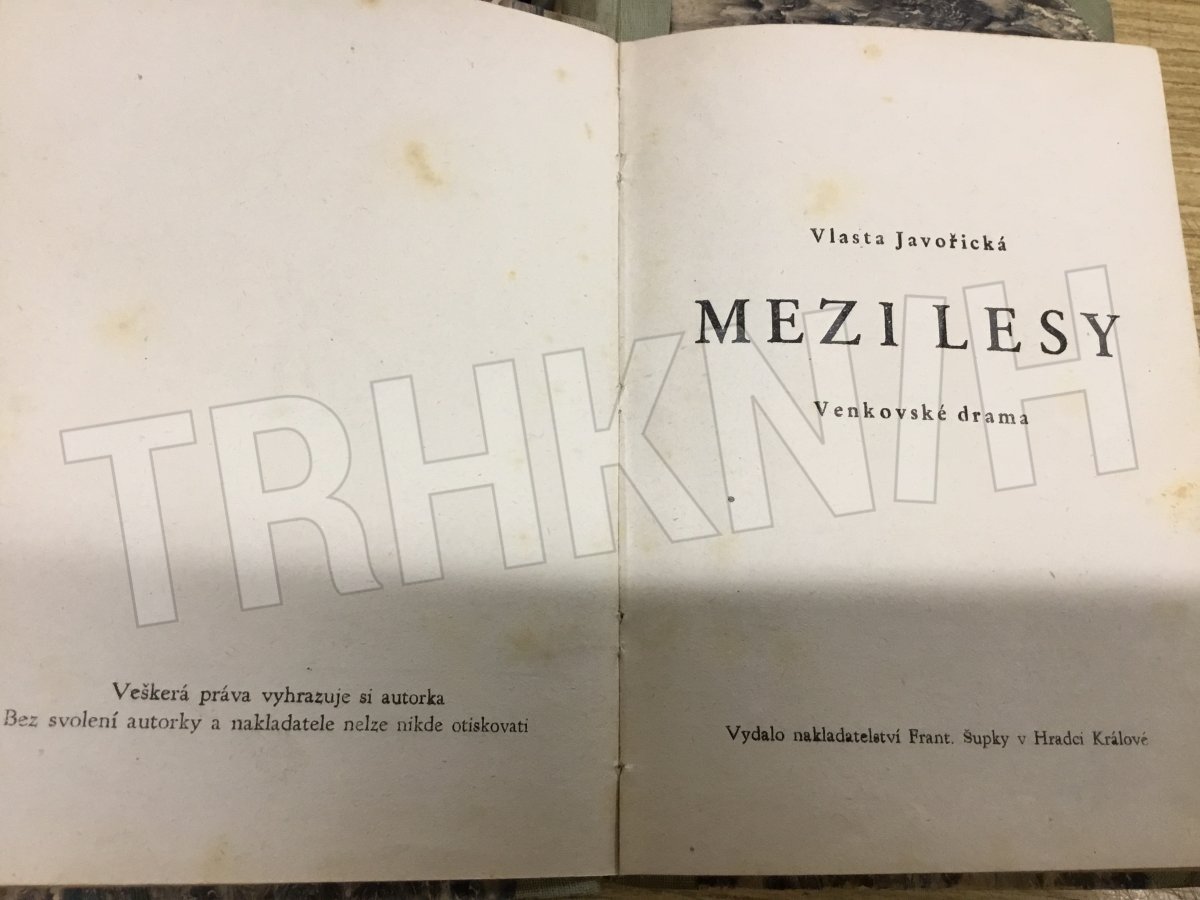 Veškerá práva vyhrazuje si autorka
Bez svolení autorky a nakladatele nelze nikde otiskovati
Vlasta Javořická
MEZI LESY
Venkovské drama
Vydalo nakladatelství Frant. Šupky v Hradci Králové
TRHKNIH